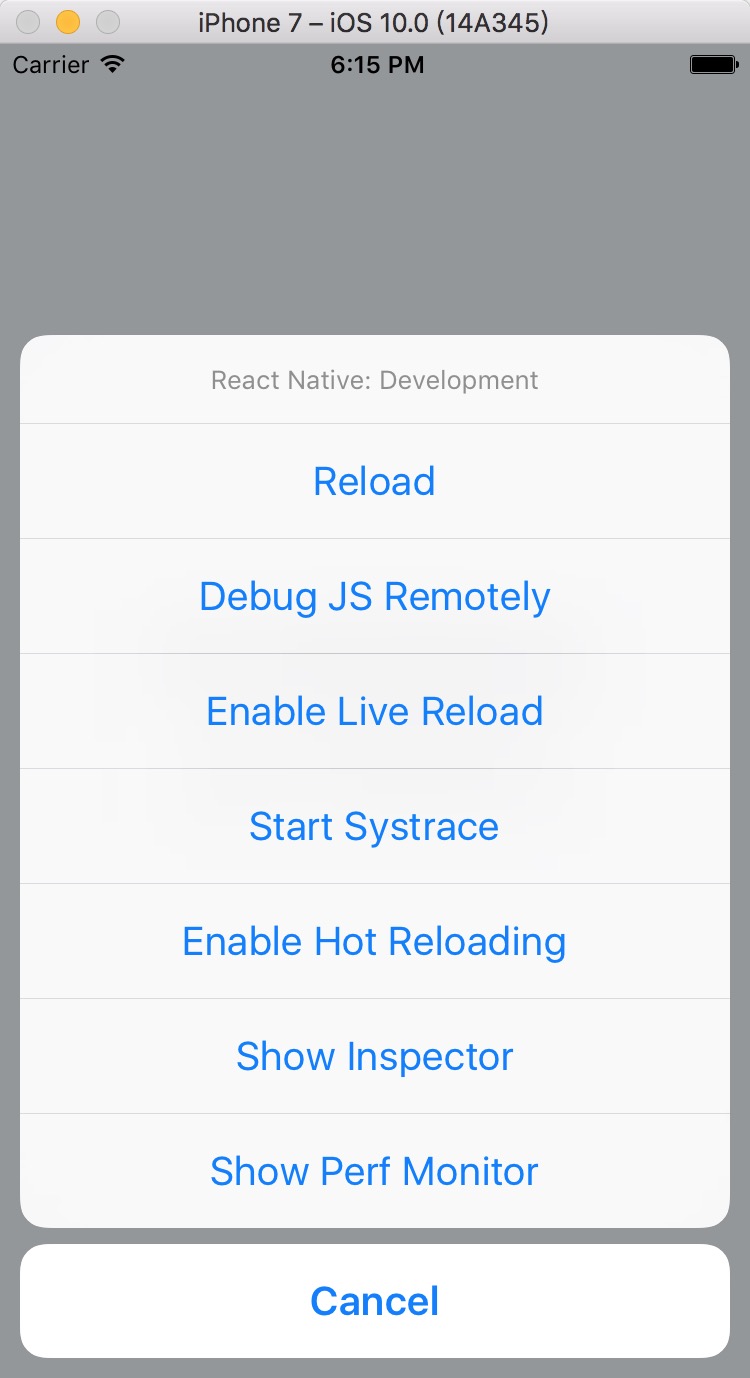 iPhone 7 – iOS 10.0 (14A345)
Carrier 6:15 PM
React Native: Development
Reload
Debug JS Remotely
Enable Live Reload
Start Systrace
Enable Hot Reloading
Show Inspector
Show Perf Monitor
Cancel